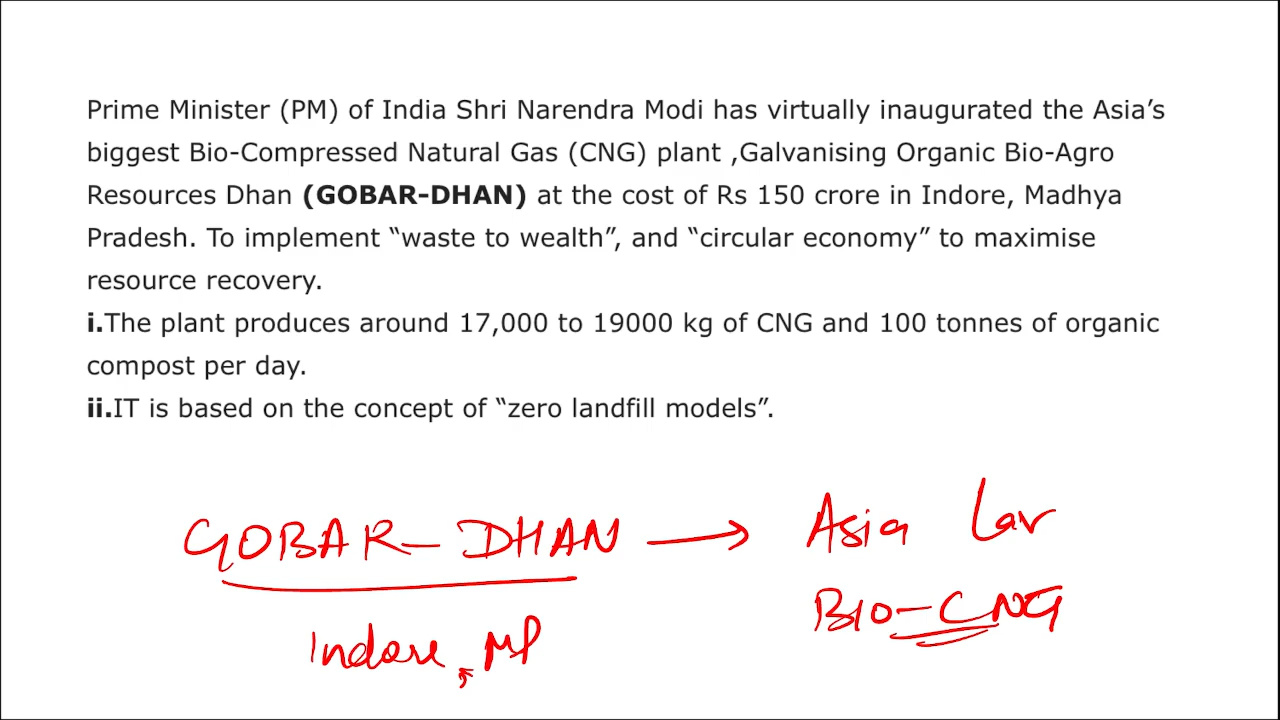 Prime Minister (PM) of India Shri Narendra Modi has virtually inaugurated the Asia’s
biggest Bio-Compressed Natural Gas (CNG) plant ,Galvanising Organic Bio-Agro
Resources Dhan (GOBAR-DHAN) at the cost of Rs 150 crore in Indore, Madhya
Pradesh. To implement “waste to wealth”, and “circular economy” to maximise
resource recovery.
i.The plant produces around 17,000 to 19000 kg of CNG and 100 tonnes of organic
compost per day.
ii.IT is based on the concept of “zero landfill models”.
GOBAR-DHAN → Asia Lar
BIO-CNG
Indore, MP